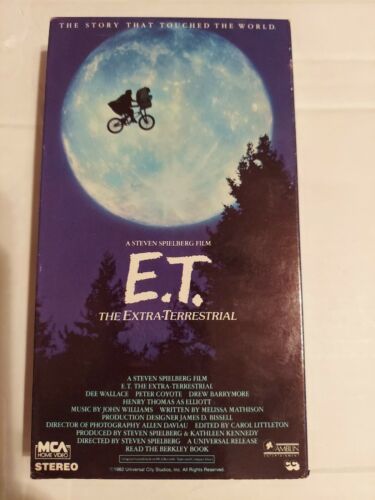 THE STORY THAT TOUCHED THE WORLD.
A STEVEN SPIELBERG FILM
E.T.
THE EXTRA-TERRESTRIAL
A STEVEN SPIELBERG FILM
E.T. THE EXTRA-TERRESTRIAL
DEE WALLACE PETER COYOTE DREW BARRYMORE
HENRY THOMAS AS ELLIOTT
MUSIC BY JOHN WILLIAMS WRITTEN BY MELISSA MATHISON
PRODUCTION DESIGNER JAMES D. BISSELL
DIRECTOR OF PHOTOGRAPHY ALLEN DAVIAU EDITED BY CAROL LITTLETON
PRODUCED BY STEVEN SPIELBERG & KATHLEEN KENNEDY
DIRECTED BY STEVEN SPIELBERG A UNIVERSAL RELEASE
READ THE BERKLEY BOOK
MCA
HOME VIDEO
STEREO
AMBLIN
ENTERTAINMENT
©1982 Universal City Studios, Inc. All Rights Reserved.